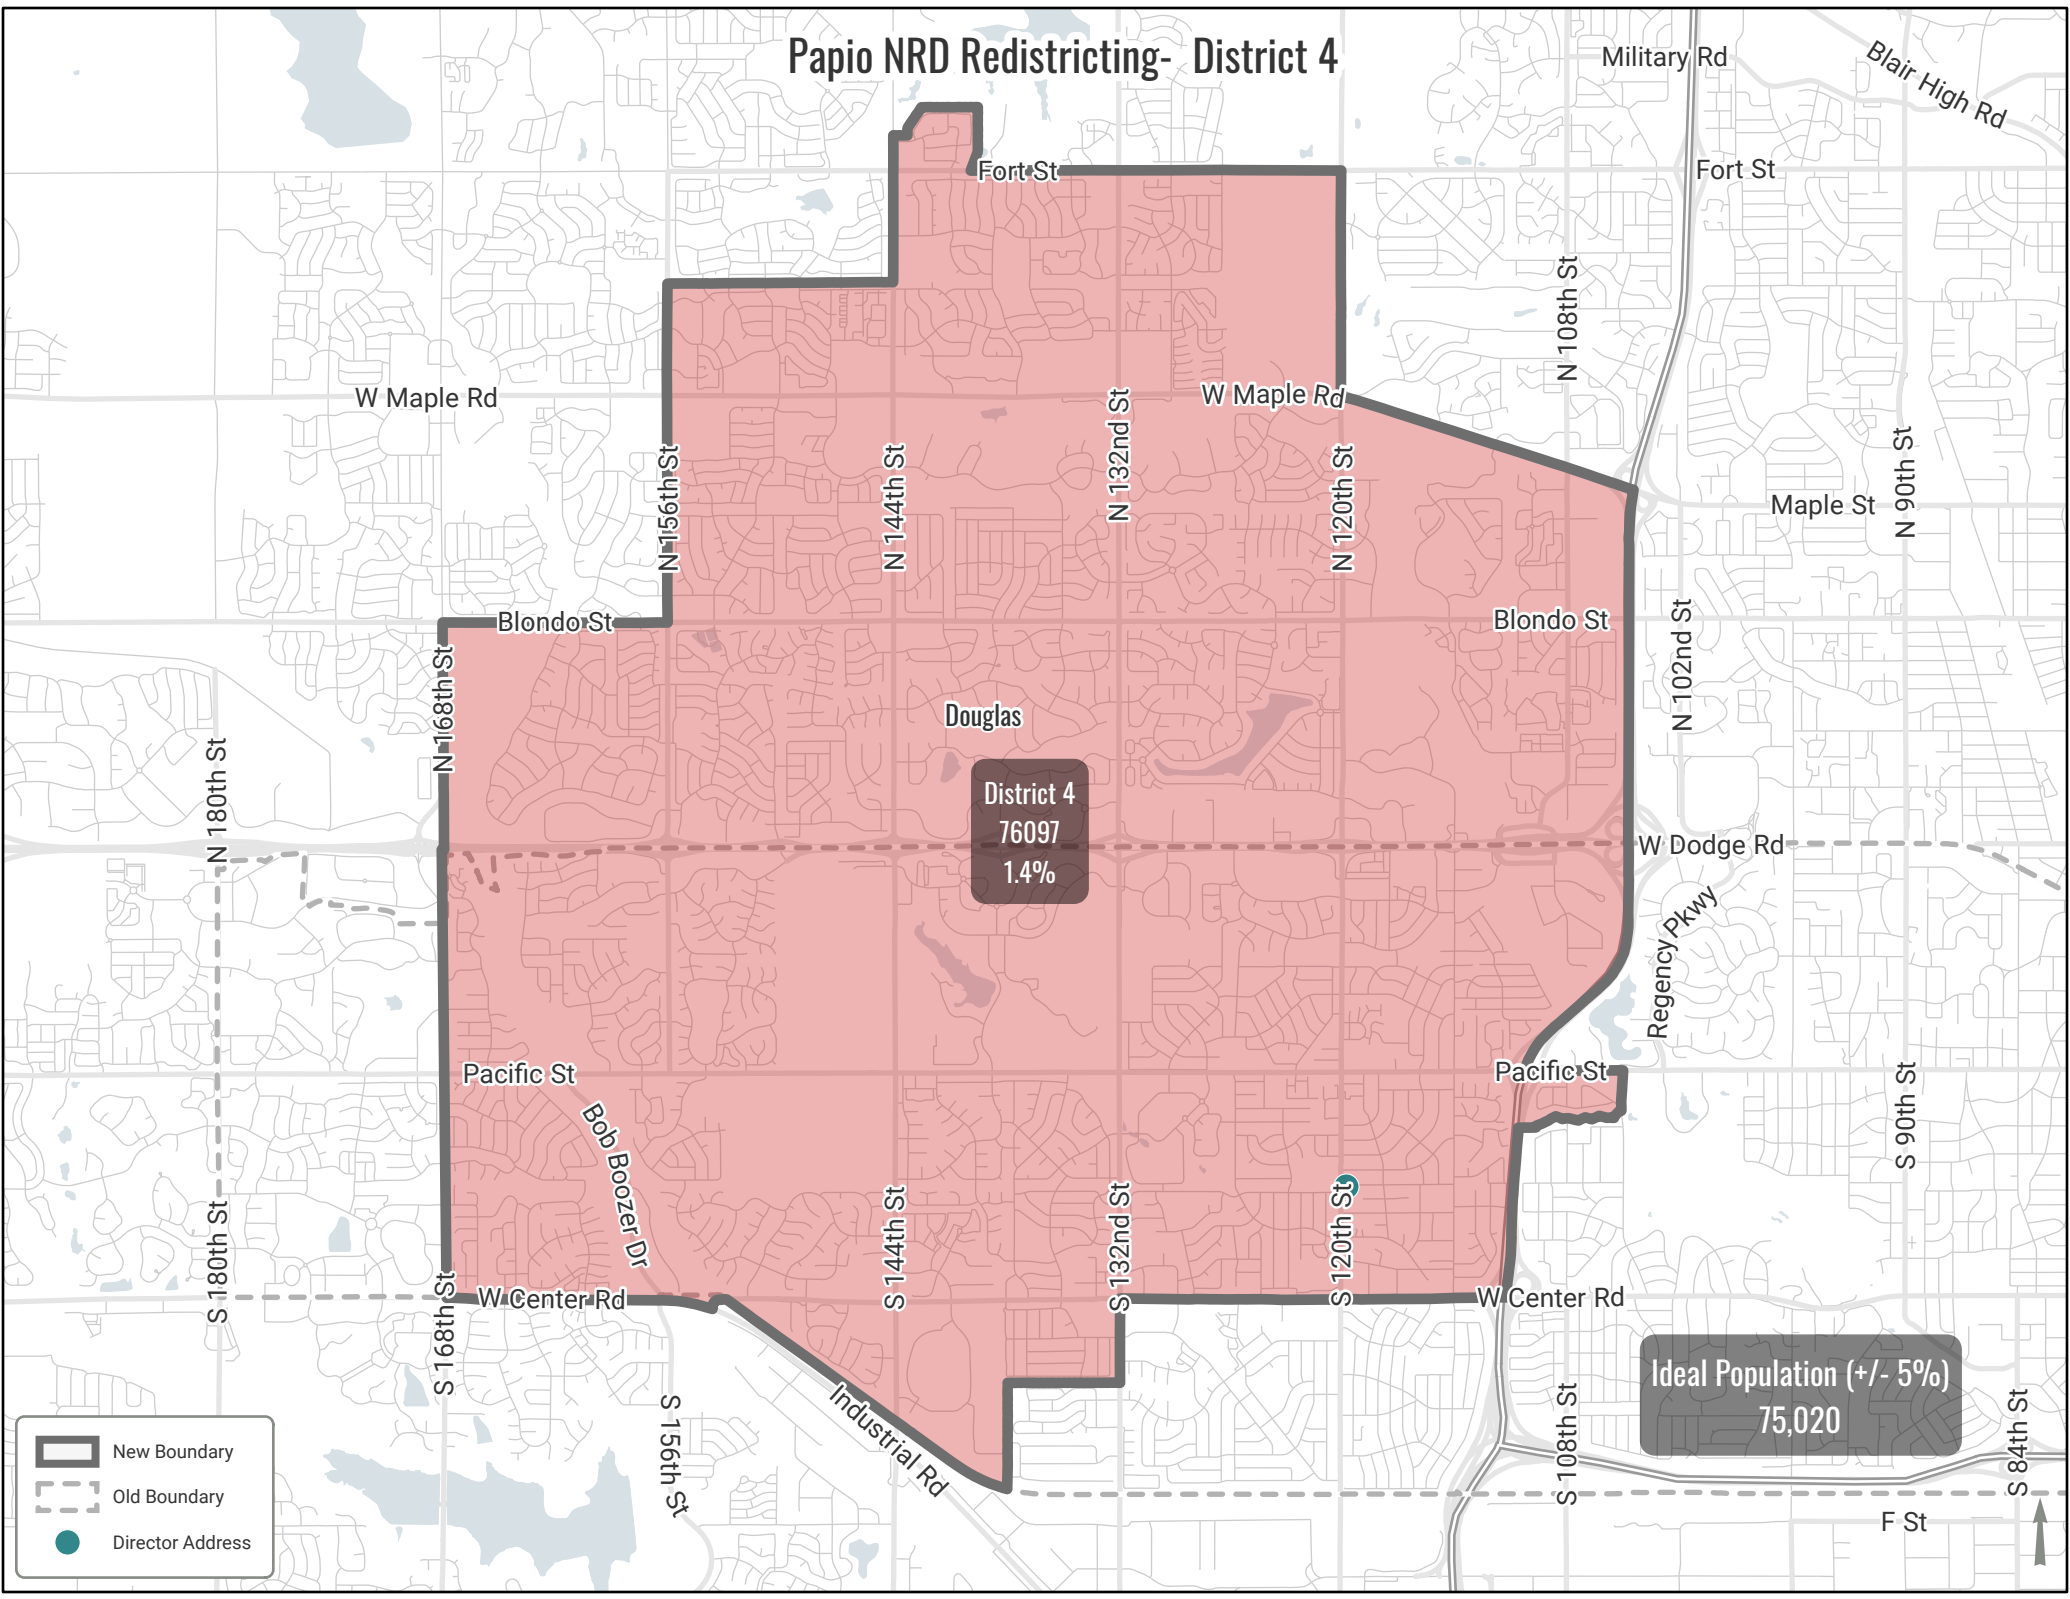 Papio NRD Redistricting-  District 4
Military Rd
Blair High Rd
Fort St
Fort St
N 108th St
W Maple Rd
W Maple Rd
N 132nd St
N 156th St
N 144th St
N 120th St
N 90th St
Maple St
Blondo St
Blondo St
N 168th St
N 102nd St
Douglas
N 180th St
District 4
76097
1.4%
W Dodge Rd
Regency Pkwy
Pacific St
Pacific St
Bob Boozer Dr
S 90th St
S 180th St
S 144th St
S 132nd St
S 120th St
W Center Rd
W Center Rd
S 168th St
Industrial Rd
S 156th St
S 108th St
S 84th St
Ideal Population (+/- 5%)
75,020
F St
New Boundary
Old Boundary
Director Address